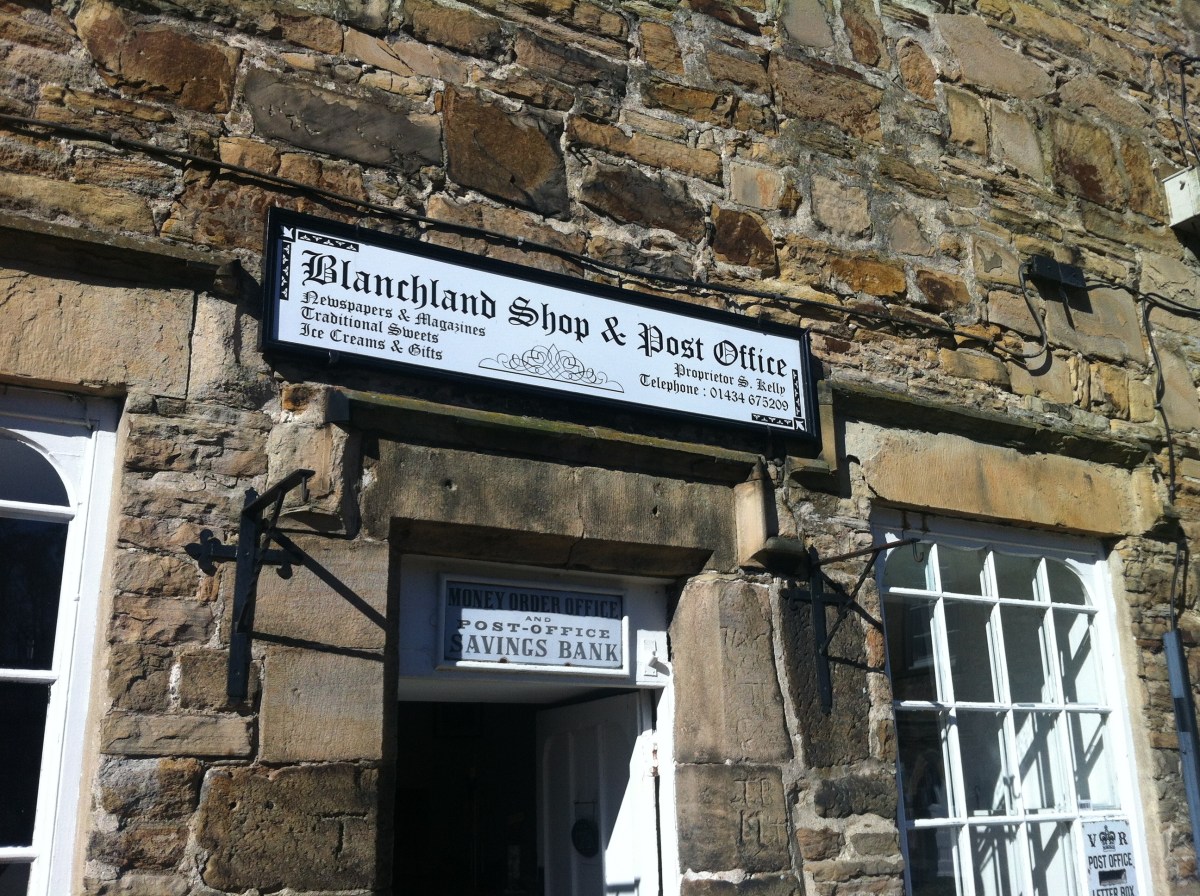 Blanchland Shop & Post Office
Newspapers & Magazines
Traditional Sweets
Ice Creams & Gifts
Proprietor S. Kelly
Telephone : 01434 675209
MONEY ORDER OFFICE
AND
POST-OFFICE
SAVINGS BANK
V R
POST OFFICE
LETTER BOX